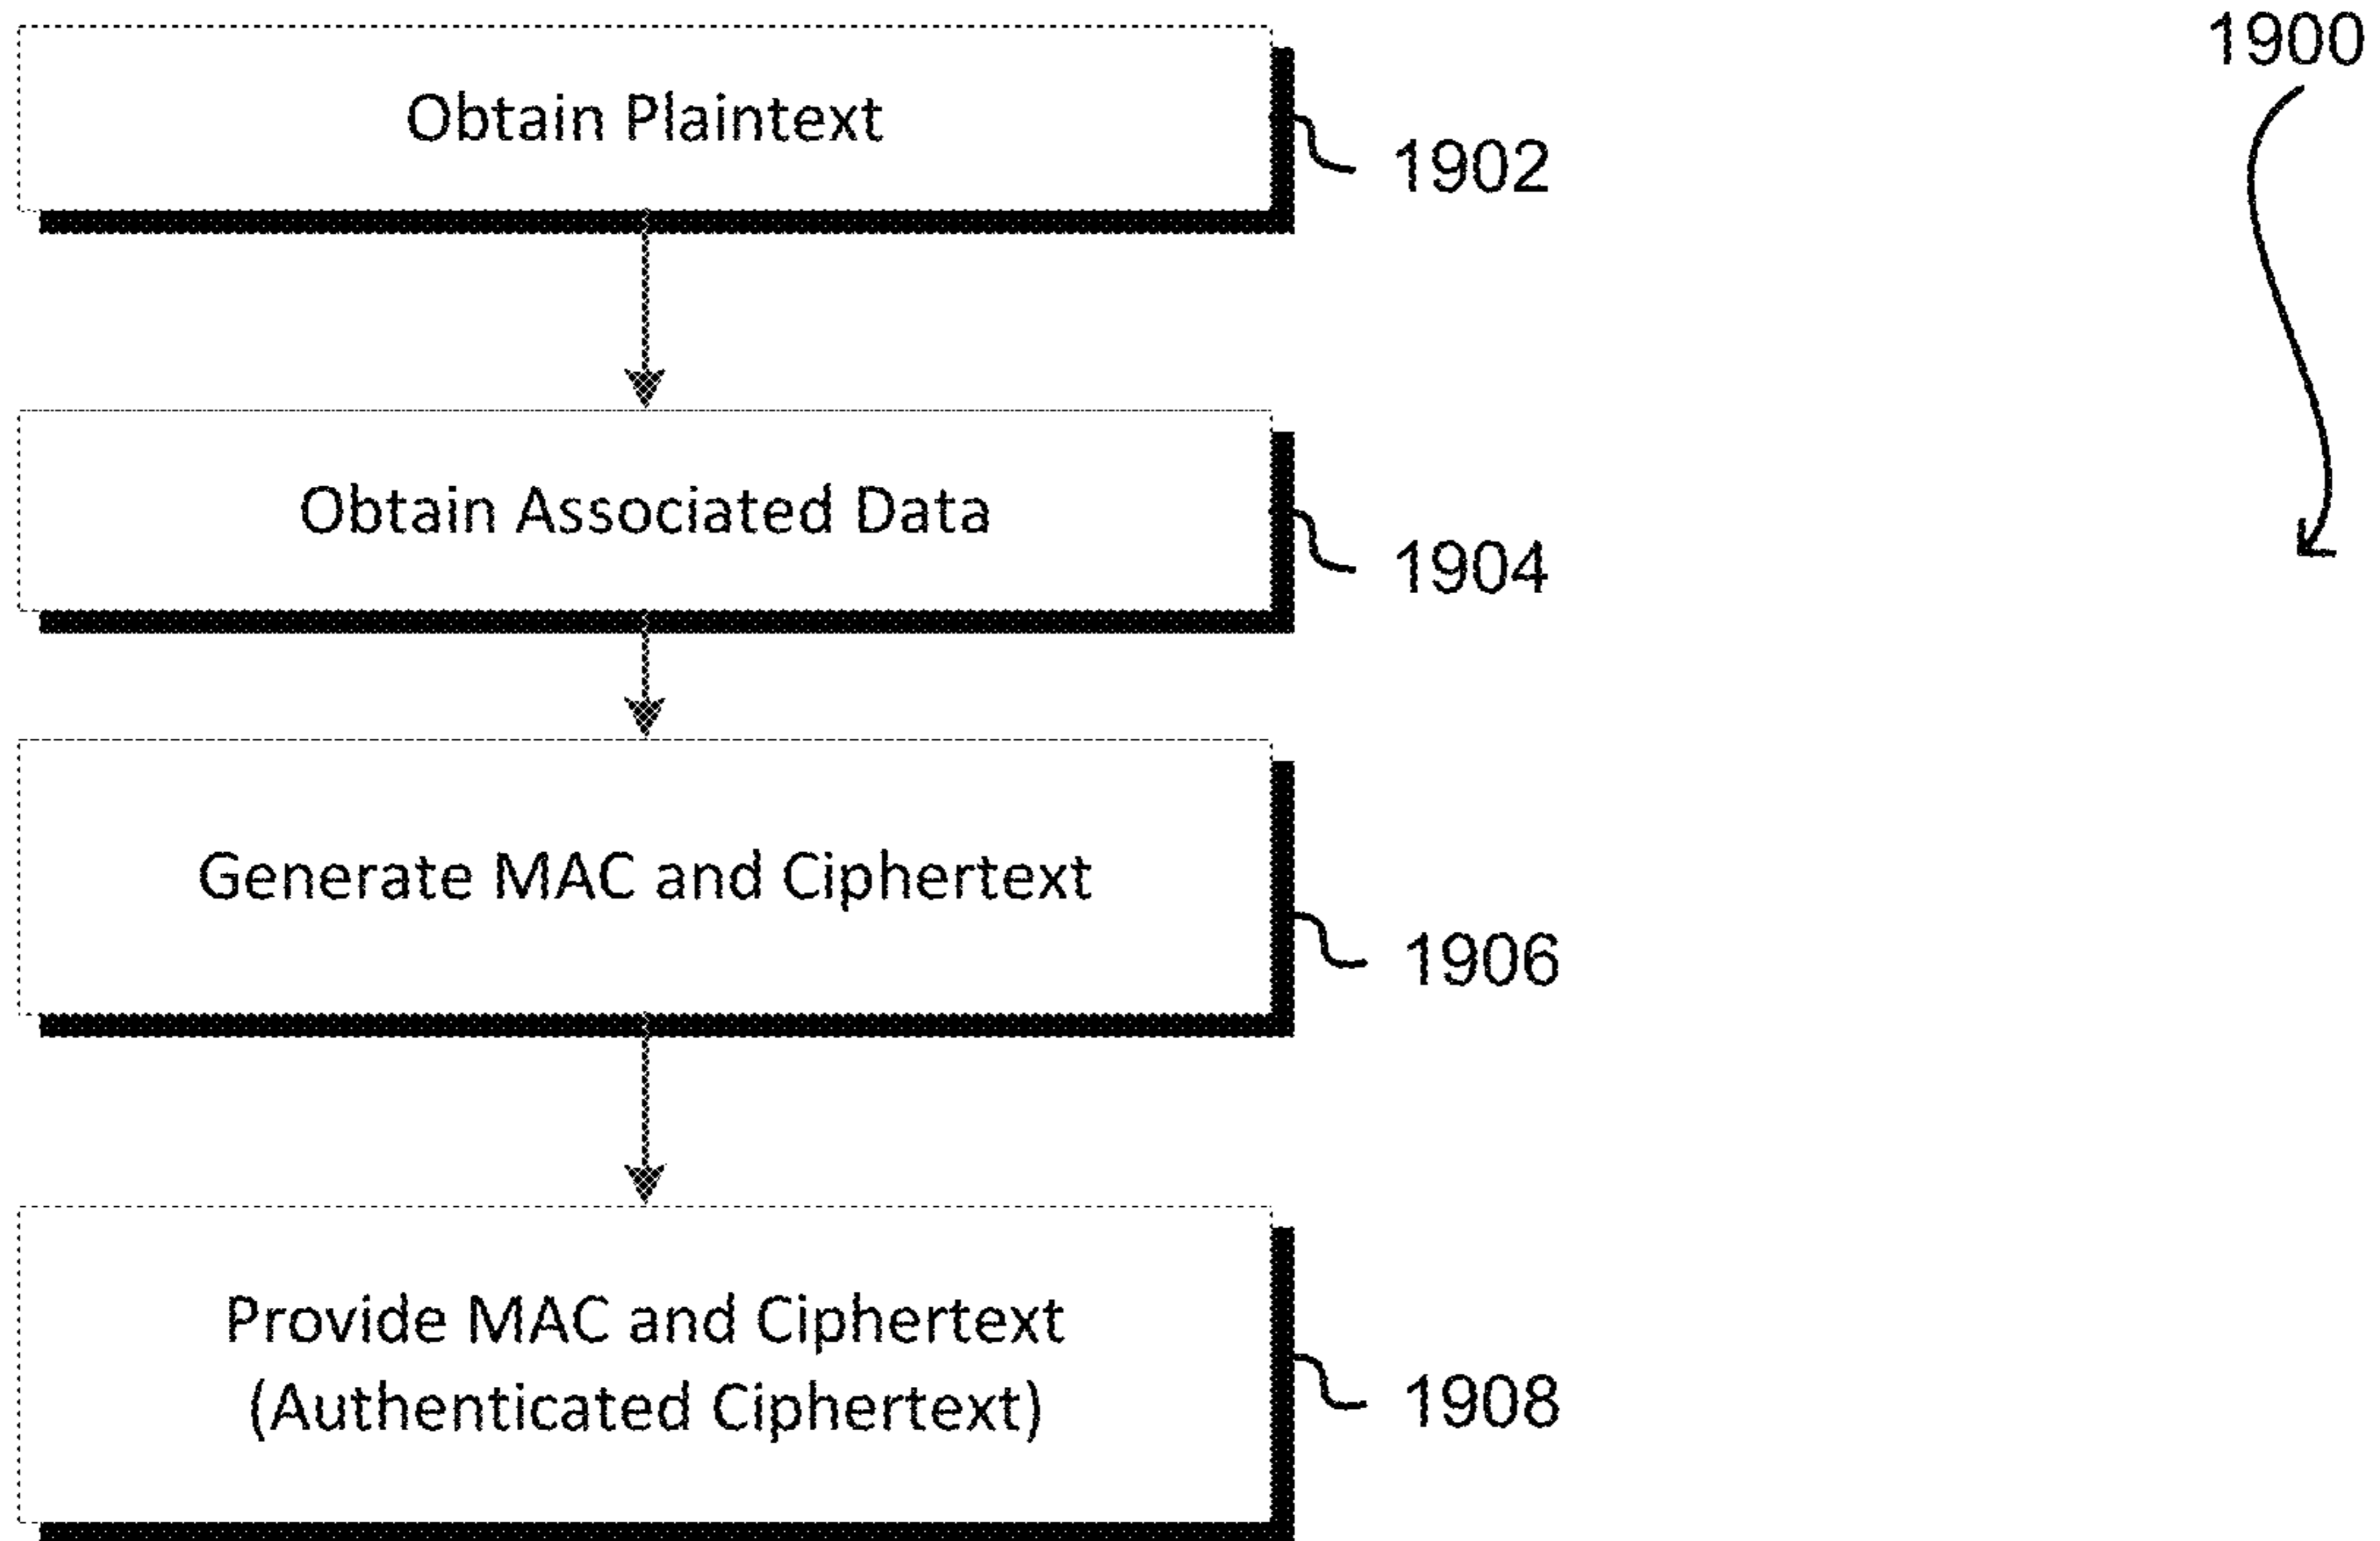 1900
Obtain Plaintext
1902
Obtain Associated Data
1904
Generate MAC and Ciphertext
1906
Provide MAC and Ciphertext
(Authenticated Ciphertext)
1908